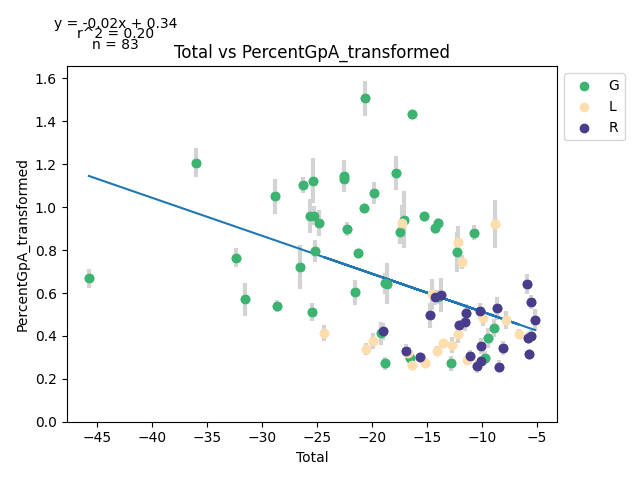 y = -0.02x + 0.34
r^2 = 0.20
n = 83
Total vs PercentGpA_transformed
G
L
R
PercentGpA_transformed
1.6
1.4
1.2
1.0
0.8
0.6
0.4
0.2
0.0
−45 −40 −35 −30 −25 −20 −15 −10 −5
Total